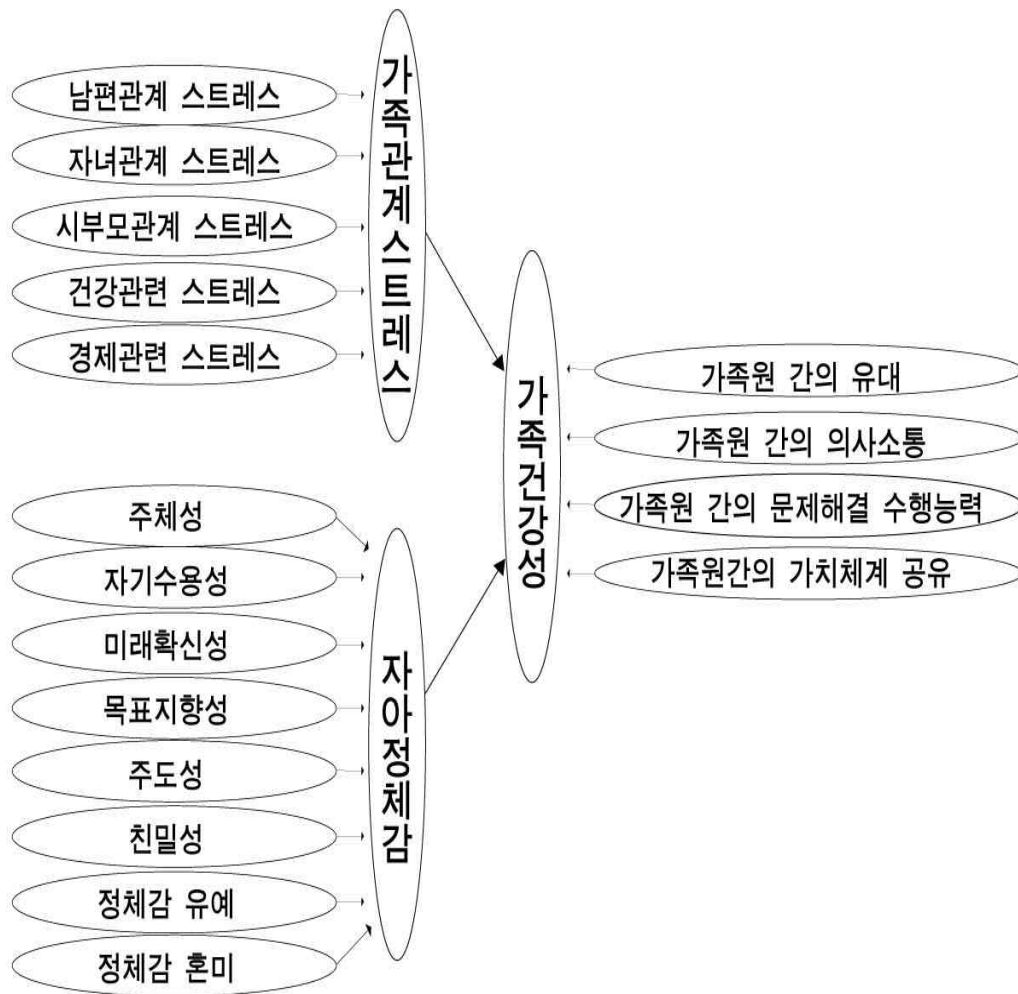 남편관계 스트레스
자녀관계 스트레스
시부모관계 스트레스
건강관련 스트레스
경제관련 스트레스
가족관계스트레스
주체성
자기수용성
미래확신성
목표지향성
주도성
친밀성
정체감 유예
정체감 혼미
자아정체감
가족건강성
가족원 간의 유대
가족원 간의 의사소통
가족원 간의 문제해결 수행능력
가족원간의 가치체계 공유